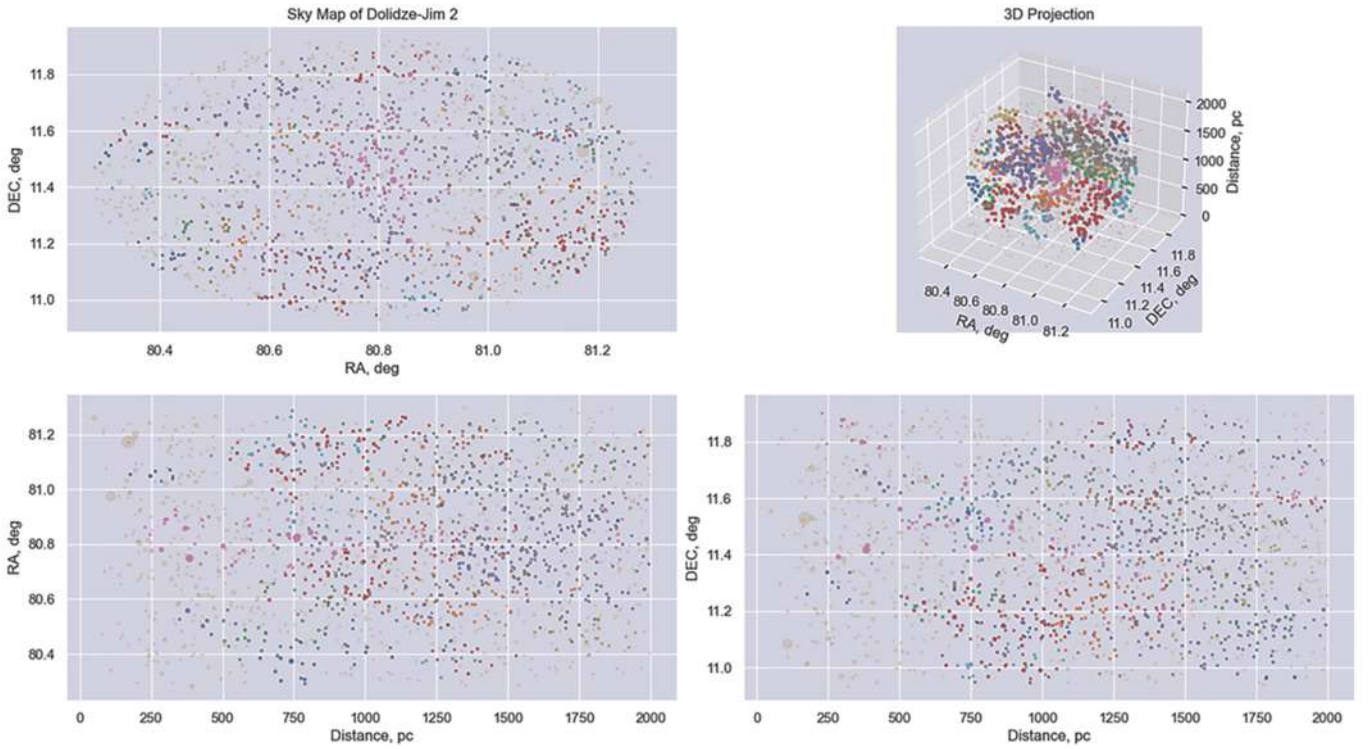 Sky Map of Dolidze-Jim 2
DEC, deg
11.8
11.6
11.4
11.2
11.0
80.4 80.6 80.8 81.0 81.2
RA, deg
3D Projection
2000
1500
1000
500
0
Distance, pc
11.8
11.6
11.4
11.2
11.0
DEC, deg
80.4 80.6 80.8 81.0 81.2
RA, deg
RA, deg
81.2
81.0
80.8
80.6
80.4
0 250 500 750 1000 1250 1500 1750 2000
Distance, pc
DEC, deg
11.8
11.6
11.4
11.2
11.0
0 250 500 750 1000 1250 1500 1750 2000
Distance, pc